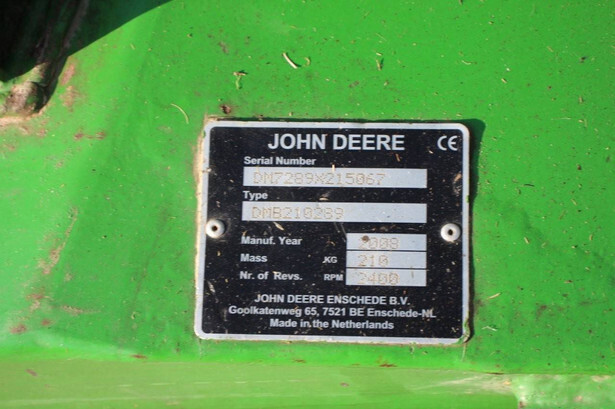 JOHN DEERE CE
Serial Number
DM7289X215067
Type
DMB210289
Manuf. Year 2008
Mass KG 210
Nr. of Revs. RPM 2400
JOHN DEERE ENSCHEDE B.V.
Goolkatenweg 65, 7521 BE Enschede-NL
Made in the Netherlands